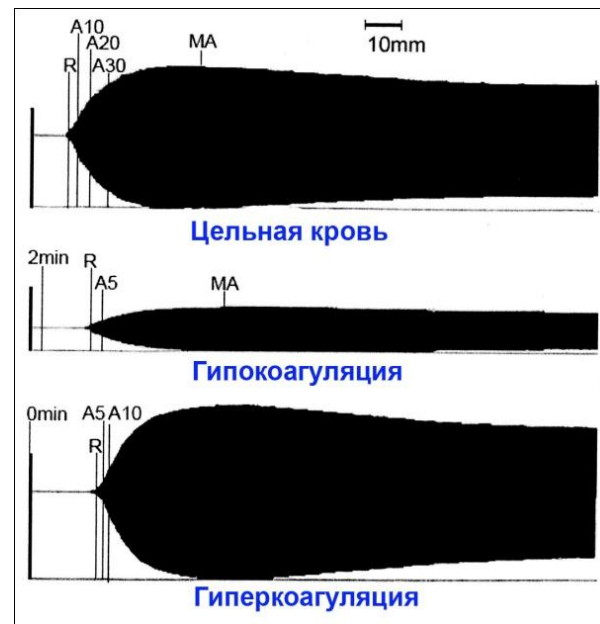 A10
A20
R
A30
MA
10mm
Цельная кровь
2min
R
A5
MA
Гипокоагуляция
0min
A5 A10
R
Гиперкоагуляция